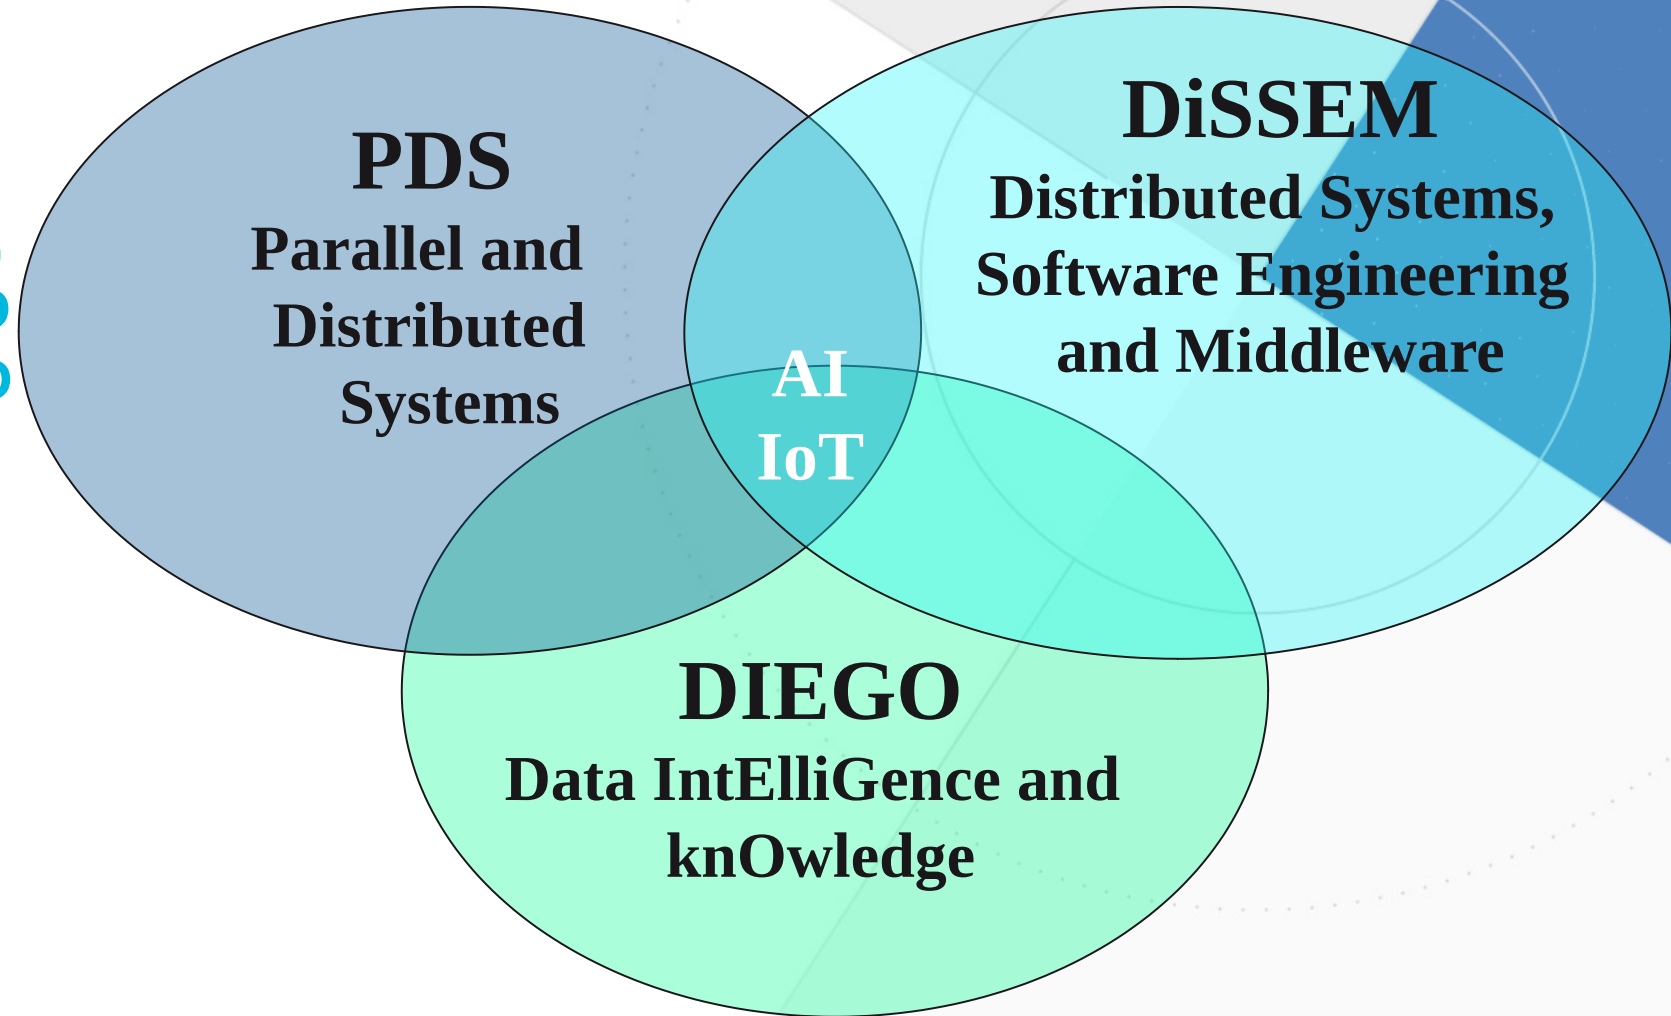 PDS
Parallel and
Distributed
Systems
DiSSEM
Distributed Systems,
Software Engineering
and Middleware
AI
IoT
DIEGO
Data IntElliGence and
knOwledge